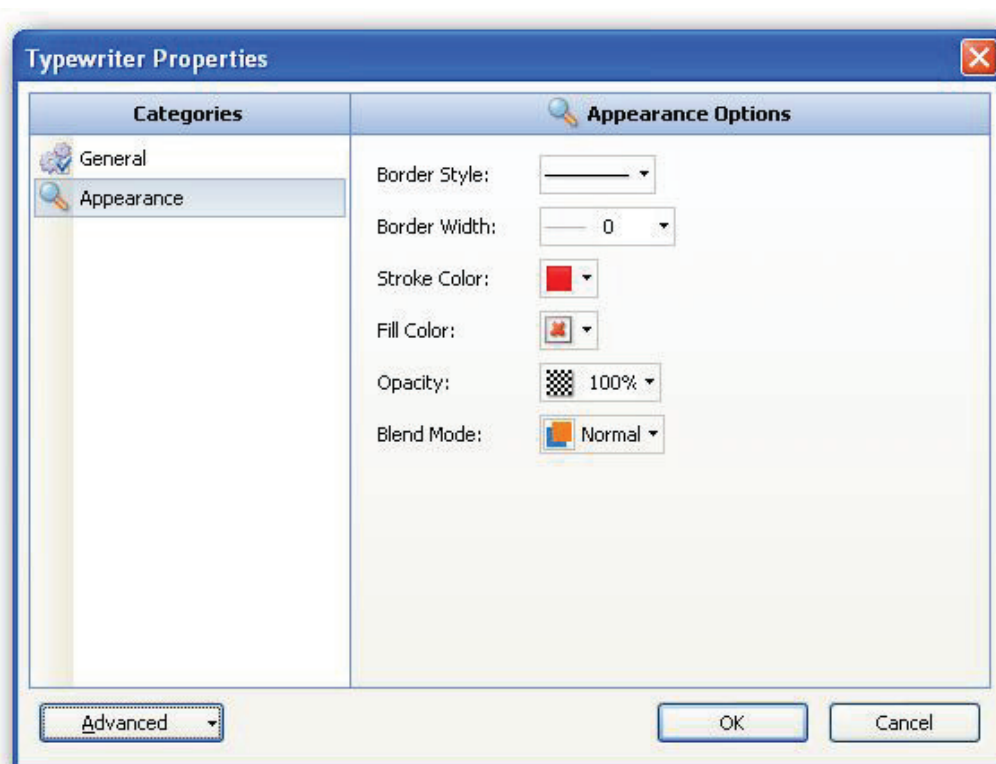 Typewriter Properties
Categories
Appearance Options
General
Appearance
Border Style:
Border Width: 0
Stroke Color:
Fill Color:
Opacity: 100%
Blend Mode: Normal
Advanced
OK
Cancel